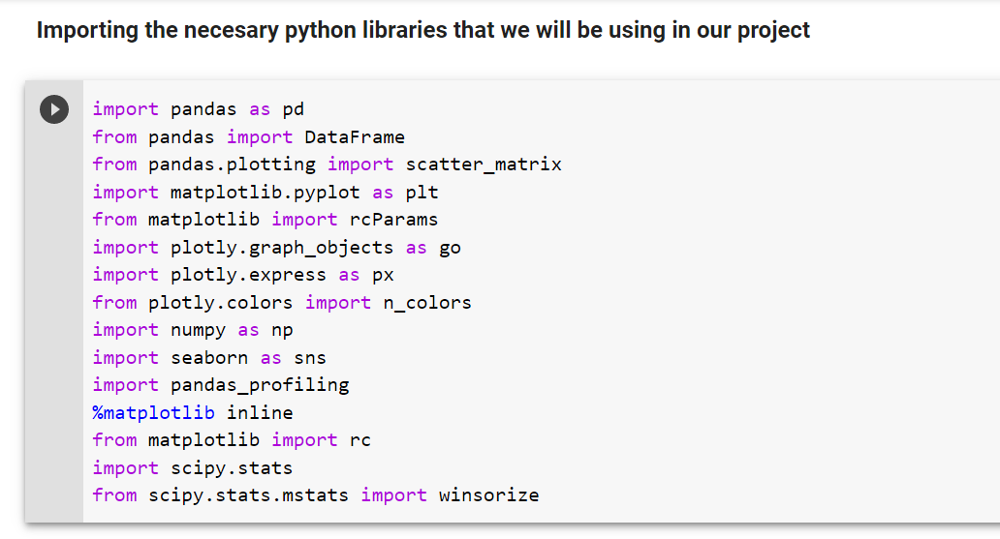 Importing the necesary python libraries that we will be using in our project
import pandas as pd
from pandas import DataFrame
from pandas.plotting import scatter_matrix
import matplotlib.pyplot as plt
from matplotlib import rcParams
import plotly.graph_objects as go
import plotly.express as px
from plotly.colors import n_colors
import numpy as np
import seaborn as sns
import pandas_profiling
%matplotlib inline
from matplotlib import rc
import scipy.stats
from scipy.stats.mstats import winsorize